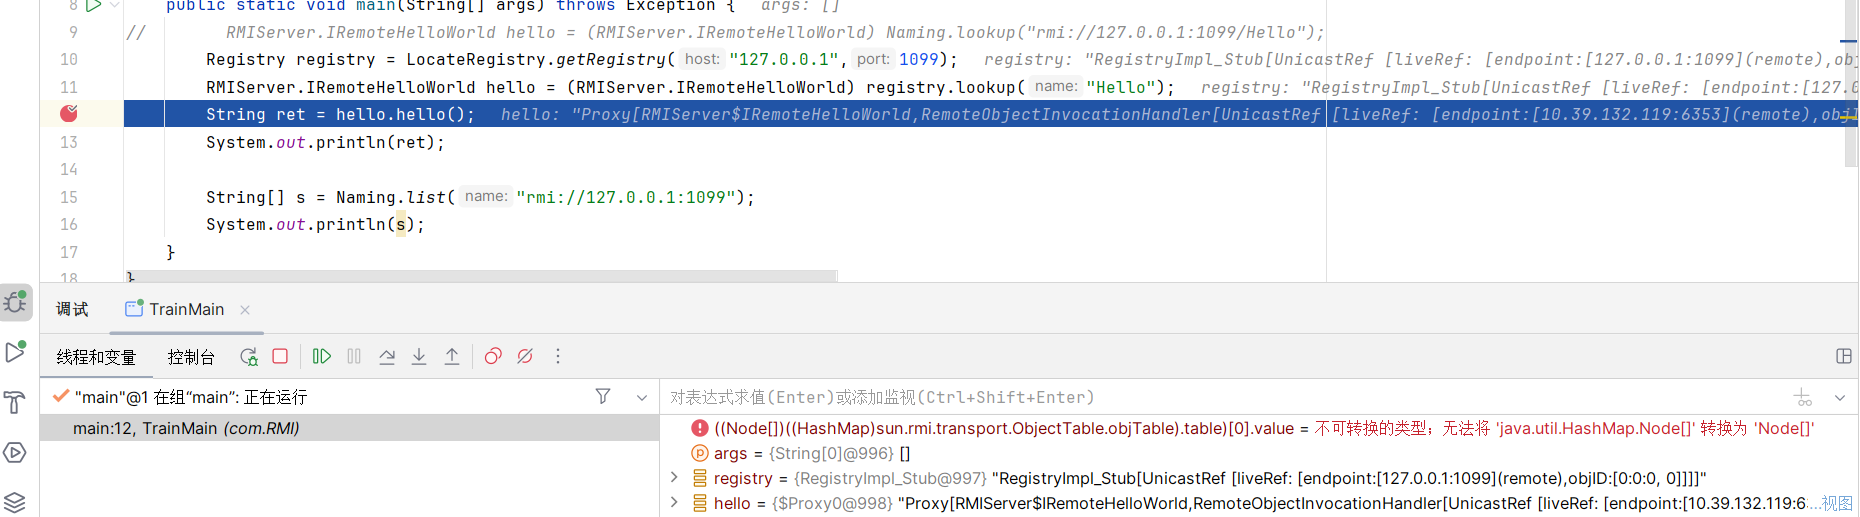 8 public static void main(String[] args) throws Exception { args: []
9 // RMIServer.IRemoteHelloWorld hello = (RMIServer.IRemoteHelloWorld) Naming.lookup("rmi://127.0.0.1:1099/Hello");
10 Registry registry = LocateRegistry.getRegistry( host: "127.0.0.1", port: 1099); registry: "RegistryImpl_Stub[UnicastRef [liveRef: [endpoint:[127.0.0.1:1099](remote),obj
11 RMIServer.IRemoteHelloWorld hello = (RMIServer.IRemoteHelloWorld) registry.lookup( name: "Hello"); registry: "RegistryImpl_Stub[UnicastRef [liveRef: [endpoint:[127.0
String ret = hello.hello(); hello: "Proxy[RMIServer$IRemoteHelloWorld,RemoteObjectInvocationHandler[UnicastRef [liveRef: [endpoint:[10.39.132.119:6353](remote),obj
13 System.out.println(ret);
14
15 String[] s = Naming.list( name: "rmi://127.0.0.1:1099");
16 System.out.println(s);
17 }
18 }
调试 TrainMain
线程和变量 控制台
"main"@1 在组“main”: 正在运行
对表达式求值(Enter)或添加监视(Ctrl+Shift+Enter)
main:12, TrainMain (com.RMI)
((Node[])((HashMap)sun.rmi.transport.ObjectTable.objTable).table)[0].value = 不可转换的类型；无法将 'java.util.HashMap.Node[]' 转换为 'Node[]'
args = {String[0]@996} []
registry = {RegistryImpl_Stub@997} "RegistryImpl_Stub[UnicastRef [liveRef: [endpoint:[127.0.0.1:1099](remote),objID:[0:0:0, 0]]]]"
hello = {$Proxy0@998} "Proxy[RMIServer$IRemoteHelloWorld,RemoteObjectInvocationHandler[UnicastRef [liveRef: [endpoint:[10.39.132.119:6:...视图